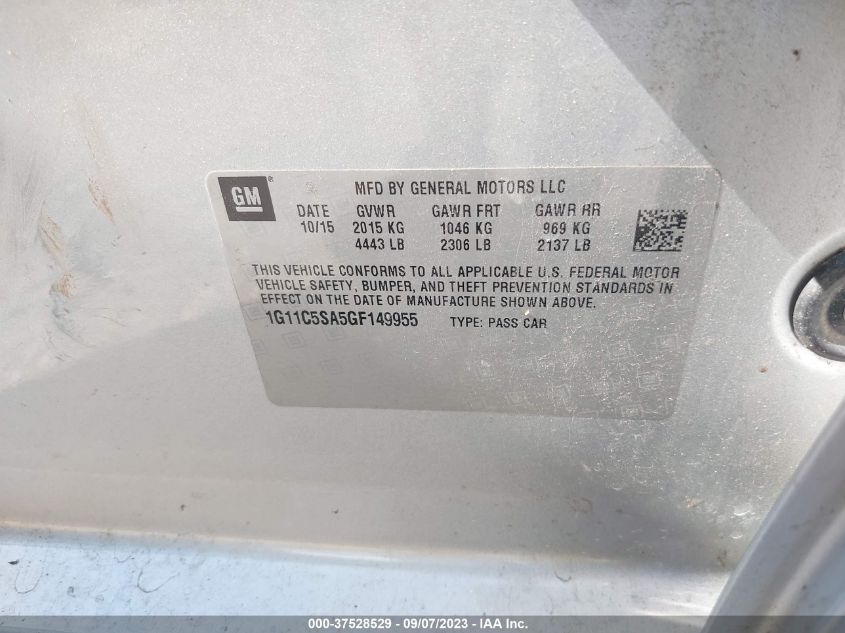 GM ®
MFD BY GENERAL MOTORS LLC
DATE GVWR GAWR FRT GAWR RR
10/15 2015 KG 1046 KG 969 KG
4443 LB 2306 LB 2137 LB
THIS VEHICLE CONFORMS TO ALL APPLICABLE U.S. FEDERAL MOTOR
VEHICLE SAFETY, BUMPER, AND THEFT PREVENTION STANDARDS IN
EFFECT ON THE DATE OF MANUFACTURE SHOWN ABOVE.
1G11C5SA5GF149955 TYPE: PASS CAR
000-37528529 - 09/07/2023 - IAA Inc.